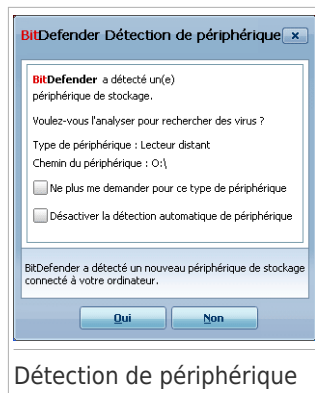 BitDefender Détection de périphérique
BitDefender a détecté un(e)
périphérique de stockage.
Voulez-vous l'analyser pour rechercher des virus ?
Type de périphérique : Lecteur distant
Chemin du périphérique : O:\
Ne plus me demander pour ce type de périphérique
Désactiver la détection automatique de périphérique
BitDefender a détecté un nouveau périphérique de stockage
connecté à votre ordinateur.
Oui Non
Détection de périphérique